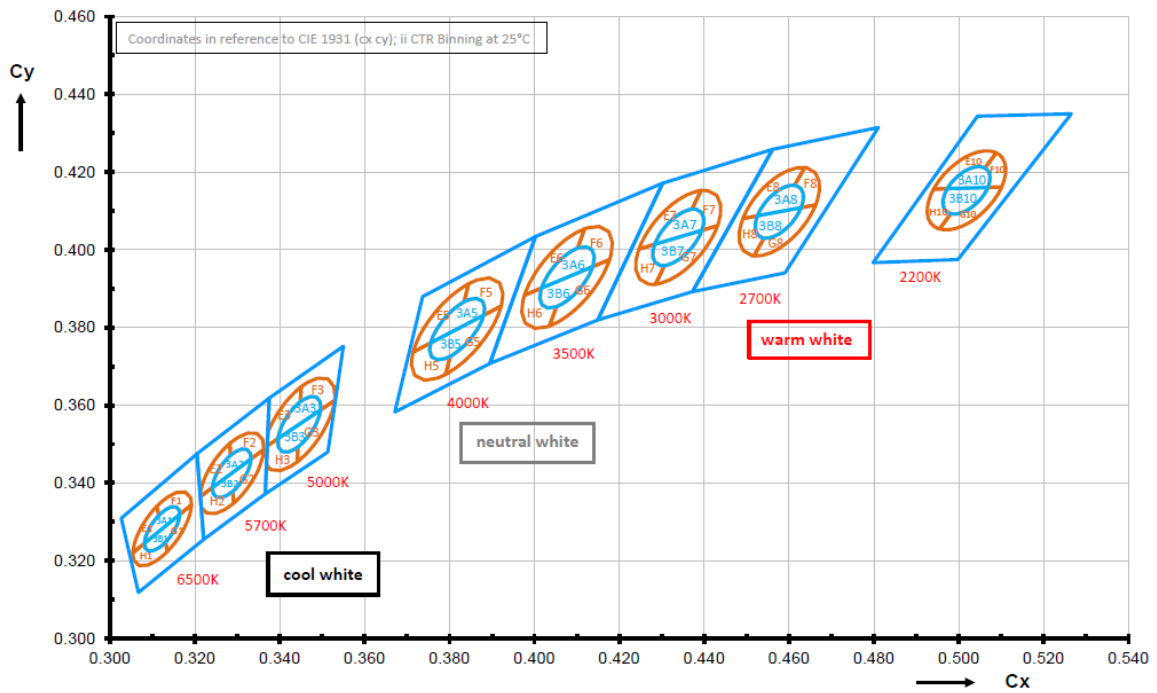 0.460
Coordinates in reference to CIE 1931 (cx cy); ii CTR Binning at 25°C
Cy
0.440
0.420
0.400
0.380
0.360
0.340
0.320
0.300
E10 F10
3A10
3B10
H10 G10
2200K
E8 F8
3A8
3B8
H8 G8
2700K
warm white
E7 F7
3A7
3B7
H7 G7
3000K
E6 F6
3A6
3B6 G6
H6
3500K
F5
E5 3A5
3B5 G5
H5
4000K
neutral white
F3
E3 3A3
3B3 G3
H3
5000K
F2
E2 3A2
3B2 G2
H2
5700K
F1
E1 3A1
3B1 G1
H1
6500K
cool white
0.300 0.320 0.340 0.360 0.380 0.400 0.420 0.440 0.460 0.480 0.500 0.520 0.540
Cx